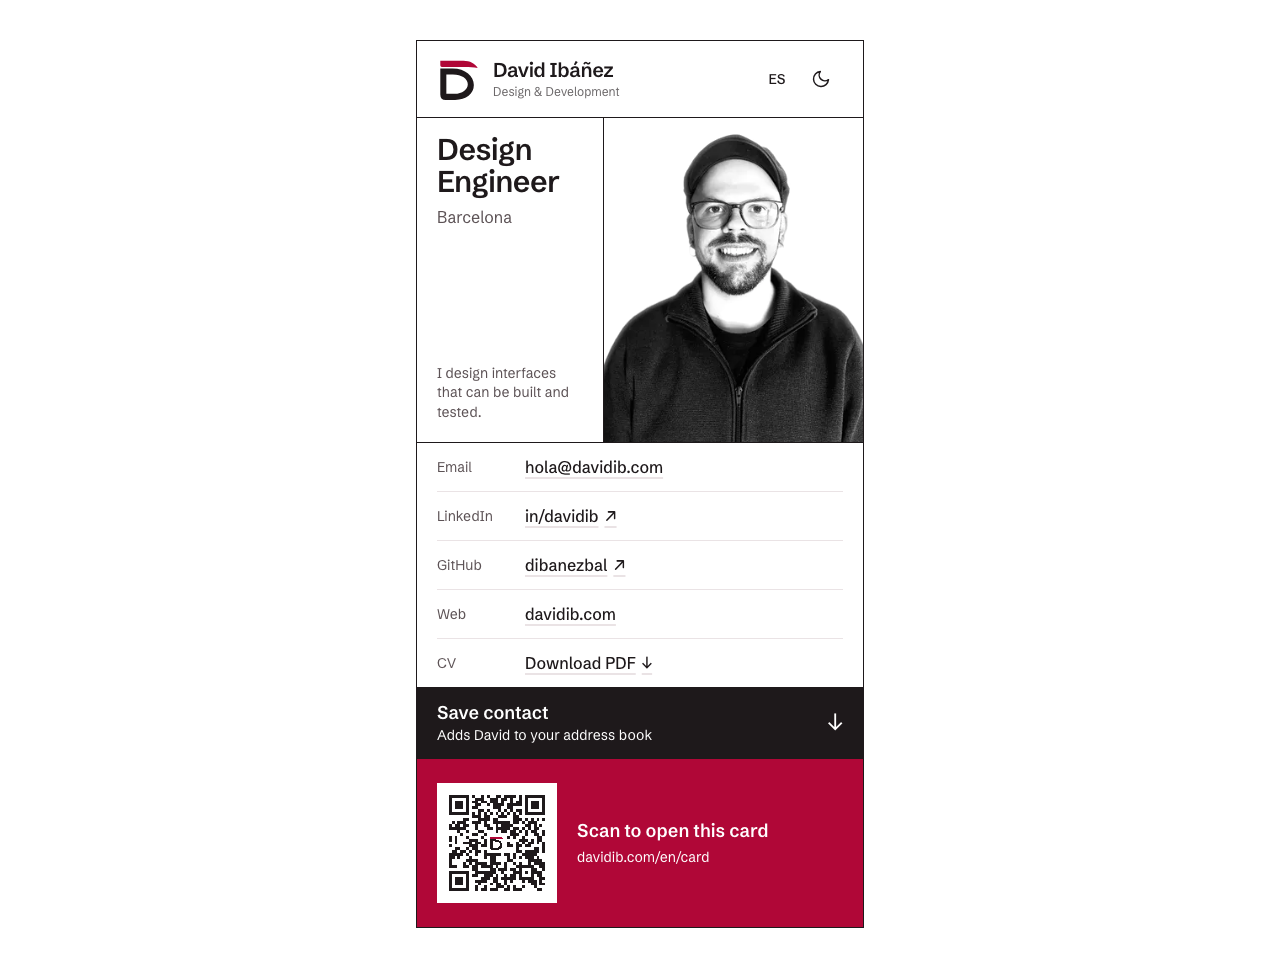 David Ibáñez
Design & Development
ES
Design
Engineer
Barcelona
I design interfaces
that can be built and
tested.
Email hola@davidib.com
LinkedIn in/davidib ↗
GitHub dibanezbal ↗
Web davidib.com
CV Download PDF ↓
Save contact
Adds David to your address book
Scan to open this card
davidib.com/en/card